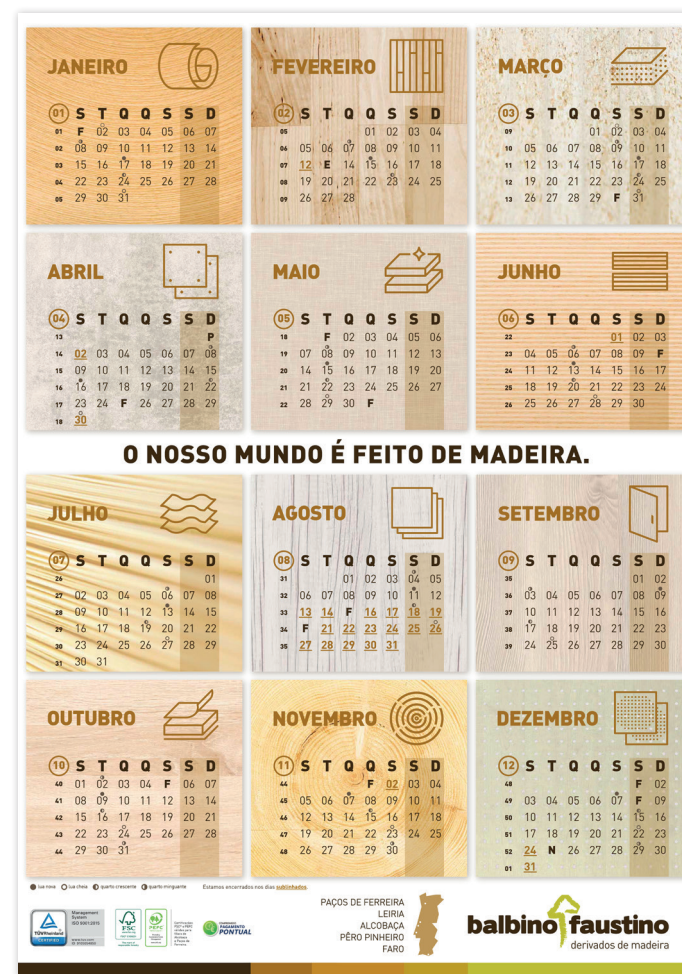 JANEIRO
01 S T Q Q S S D
01 F 02 03 04 05 06 07
02 08 09 10 11 12 13 14
03 15 16 17 18 19 20 21
04 22 23 24 25 26 27 28
05 29 30 31
FEVEREIRO
02 S T Q Q S S D
05 01 02 03 04
06 05 06 07 08 09 10 11
07 12 E 14 15 16 17 18
08 19 20 21 22 23 24 25
09 26 27 28
MARÇO
03 S T Q Q S S D
09 01 02 03 04
10 05 06 07 08 09 10 11
11 12 13 14 15 16 17 18
12 19 20 21 22 23 24 25
13 26 27 28 29 F 31
ABRIL
04 S T Q Q S S D
13 P
14 02 03 04 05 06 07 08
15 09 10 11 12 13 14 15
16 16 17 18 19 20 21 22
17 23 24 F 26 27 28 29
18 30
MAIO
05 S T Q Q S S D
18 F 02 03 04 05 06
19 07 08 09 10 11 12 13
20 14 15 16 17 18 19 20
21 21 22 23 24 25 26 27
22 28 29 30 F
JUNHO
06 S T Q Q S S D
22 01 02 03
23 04 05 06 07 08 09 F
24 11 12 13 14 15 16 17
25 18 19 20 21 22 23 24
26 25 26 27 28 29 30
O NOSSO MUNDO É FEITO DE MADEIRA.
JULHO
07 S T Q Q S S D
26 01
27 02 03 04 05 06 07 08
28 09 10 11 12 13 14 15
29 16 17 18 19 20 21 22
30 23 24 25 26 27 28 29
31 30 31
AGOSTO
08 S T Q Q S S D
31 01 02 03 04 05
32 06 07 08 09 10 11 12
33 13 14 F 16 17 18 19
34 F 21 22 23 24 25 26
35 27 28 29 30 31
SETEMBRO
09 S T Q Q S S D
35 01 02
36 03 04 05 06 07 08 09
37 10 11 12 13 14 15 16
38 17 18 19 20 21 22 23
39 24 25 26 27 28 29 30
OUTUBRO
10 S T Q Q S S D
40 01 02 03 04 F 06 07
41 08 09 10 11 12 13 14
42 15 16 17 18 19 20 21
43 22 23 24 25 26 27 28
44 29 30 31
NOVEMBRO
11 S T Q Q S S D
44 F 02 03 04
45 05 06 07 08 09 10 11
46 12 13 14 15 16 17 18
47 19 20 21 22 23 24 25
48 26 27 28 29 30
DEZEMBRO
12 S T Q Q S S D
48 F 02
49 03 04 05 06 07 F 09
50 10 11 12 13 14 15 16
51 17 18 19 20 21 22 23
52 24 N 26 27 28 29 30
01 31
lua nova lua cheia quarto crescente quarto minguante Estamos encerrados nos dias sublinhados.
TÜVRheinland
CERTIFIED
Management
System
ISO 9001:2015
FSC
PEFC
PAGAMENTO
PONTUAL
PAÇOS DE FERREIRA
LEIRIA
ALCOBAÇA
PÊRO PINHEIRO
FARO
balbino faustino
derivados de madeira